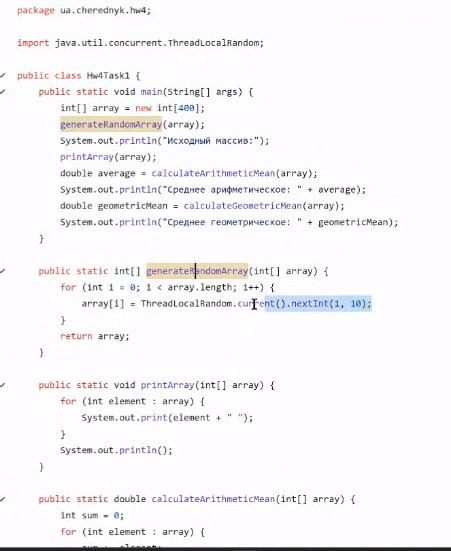 package ua.cherednyk.hw4;
import java.util.concurrent.ThreadLocalRandom;
public class Hw4Task1 {
public static void main(String[] args) {
int[] array = new int[400];
generateRandomArray(array);
System.out.println("Исходный массив:");
printArray(array);
double average = calculateArithmeticMean(array);
System.out.println("Среднее арифметическое: " + average);
double geometricMean = calculateGeometricMean(array);
System.out.println("Среднее геометрическое: " + geometricMean);
}
public static int[] generateRandomArray(int[] array) {
for (int i = 0; i < array.length; i++) {
array[i] = ThreadLocalRandom.current().nextInt(1, 10);
}
return array;
}
public static void printArray(int[] array) {
for (int element : array) {
System.out.print(element + " ");
}
System.out.println();
}
public static double calculateArithmeticMean(int[] array) {
int sum = 0;
for (int element : array) {